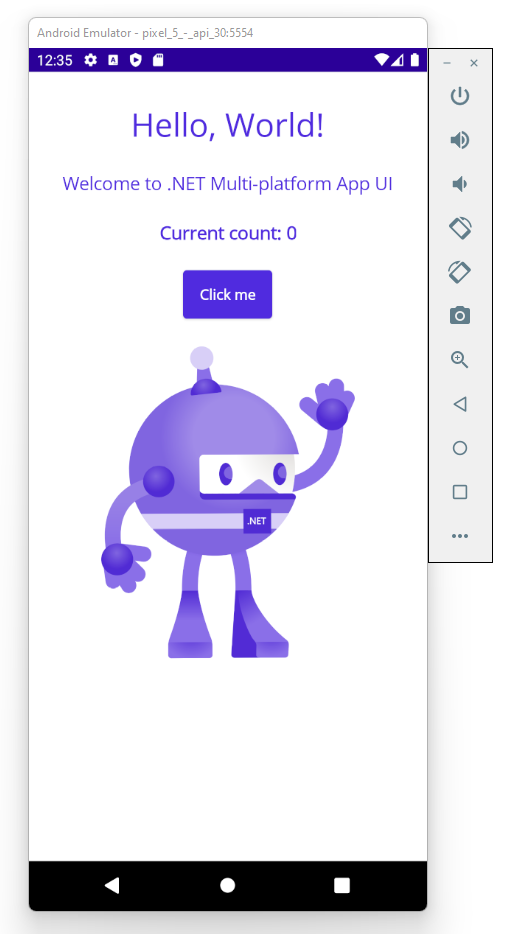 Android Emulator - pixel_5_-_api_30:5554
12:35
A
Hello, World!
Welcome to .NET Multi-platform App UI
Current count: 0
Click me
.NET